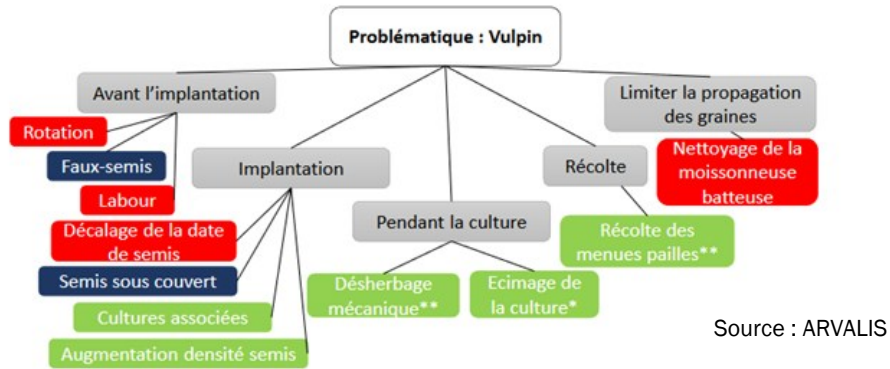 Problématique : Vulpin
Avant l'implantation
Rotation
Faux-semis
Labour
Implantation
Décalage de la date
de semis
Semis sous couvert
Cultures associées
Augmentation densité semis
Pendant la culture
Désherbage
mécanique**
Ecimage de
la culture*
Récolte
Récolte des
menues pailles**
Limiter la propagation
des graines
Nettoyage de la
moissonneuse
batteuse
Source : ARVALIS